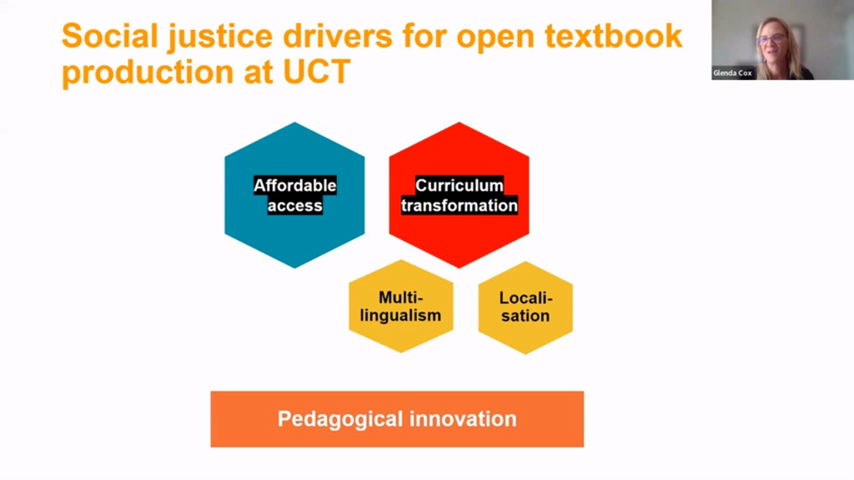 Social justice drivers for open textbook
production at UCT
Glenda Cox
Affordable
access
Curriculum
transformation
Multi-
lingualism
Locali-
sation
Pedagogical innovation